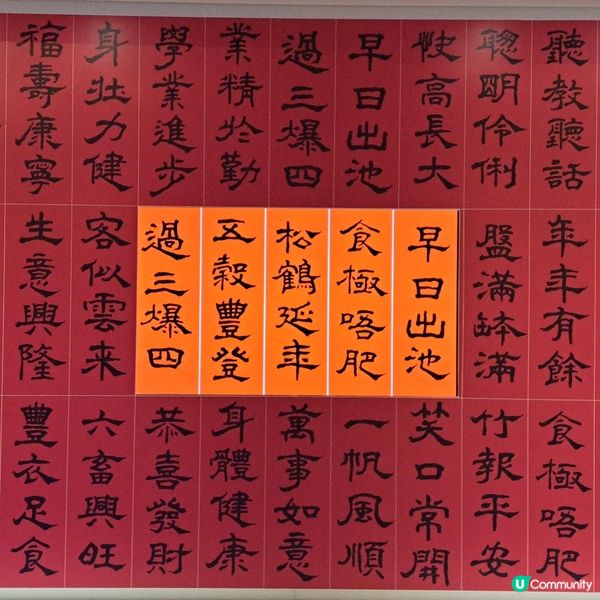 聽教聽話
聰明伶俐
快高長大
早日出池
過三爆四
業精於勤
學業進步
身壯力健
福壽康寧
年年有餘
盤滿缽滿
早日出池
食極唔肥
松鶴延年
五穀豐登
過三爆四
客似雲來
生意興隆
食極唔肥
竹報平安
笑口常開
一帆風順
萬事如意
身體健康
恭喜發財
六畜興旺
豐衣足食
U Community